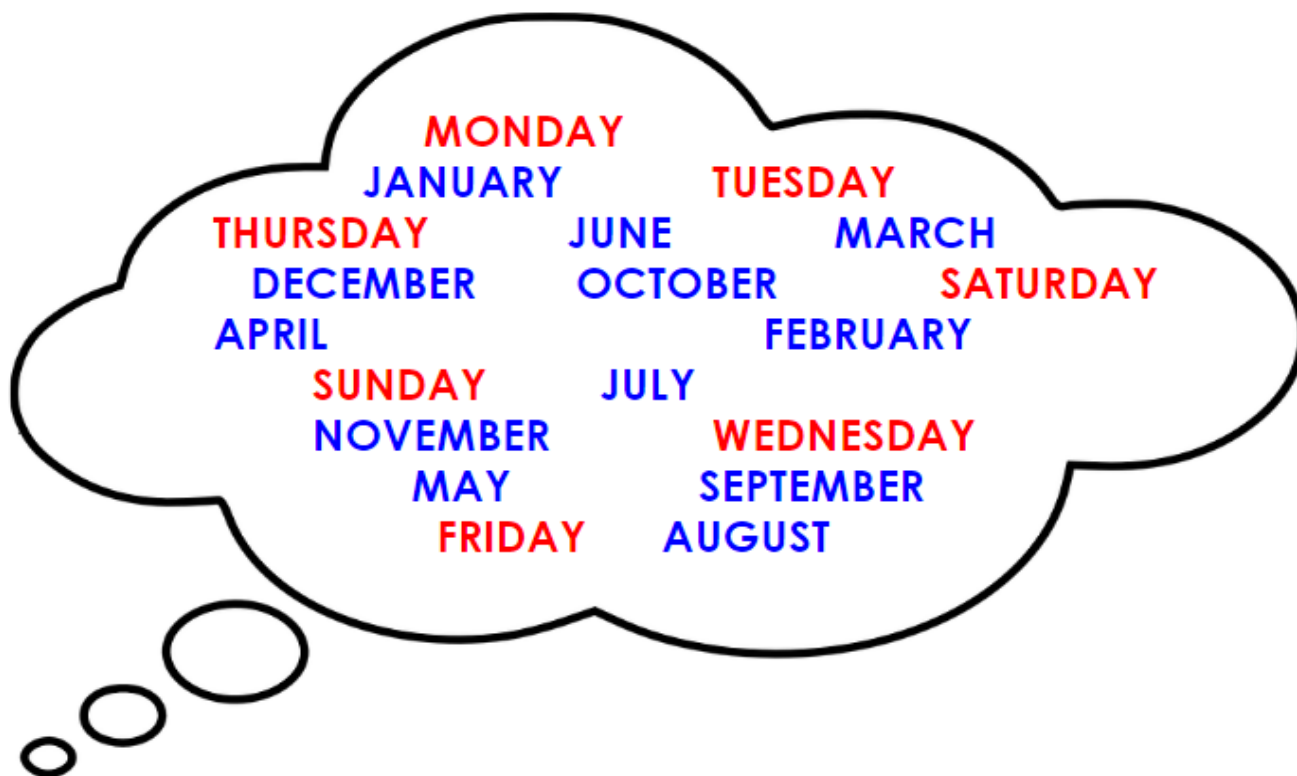 MONDAY
JANUARY TUESDAY
THURSDAY JUNE MARCH
DECEMBER OCTOBER SATURDAY
APRIL FEBRUARY
SUNDAY JULY
NOVEMBER WEDNESDAY
MAY SEPTEMBER
FRIDAY AUGUST